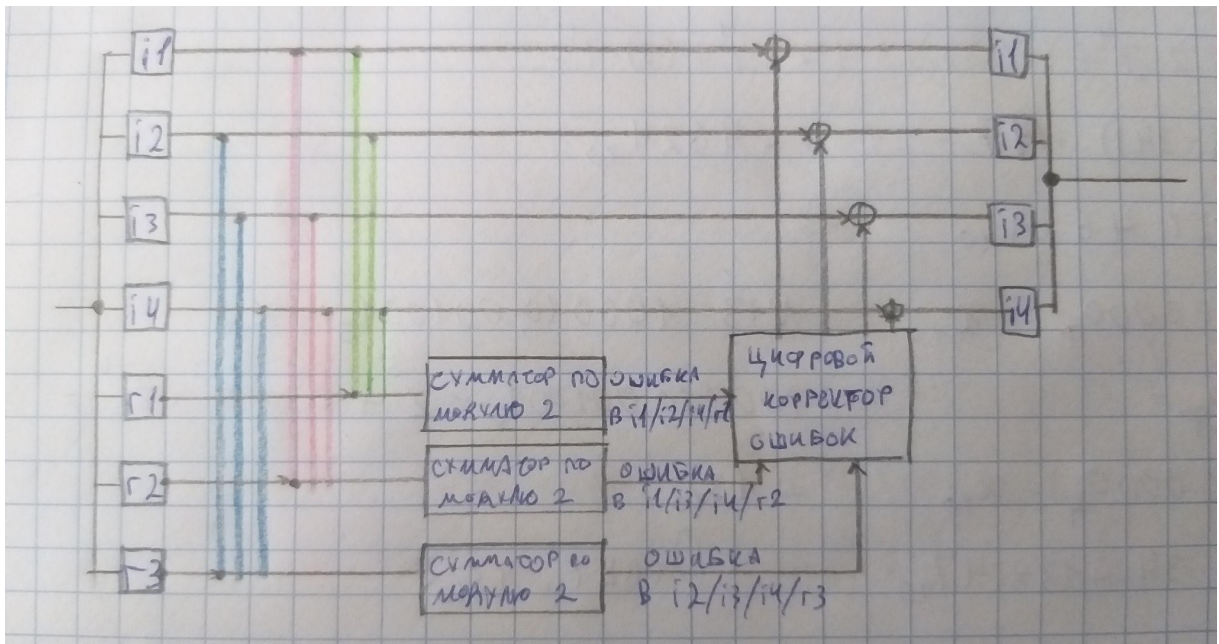 i1
i1
i2
i2
i3
i3
i4
i4
ЦИФРОВОЙ
КОРРЕКТОР
ОШИБОК
r1
СУММАТОР ПО
МОДУЛЮ 2
ОШИБКА
В i1/i2/i4/r1
r2
СУММАТОР ПО
МОДУЛЮ 2
ОШИБКА
В i1/i3/i4/r2
r3
СУММАТОР ПО
МОДУЛЮ 2
ОШИБКА
В i2/i3/i4/r3